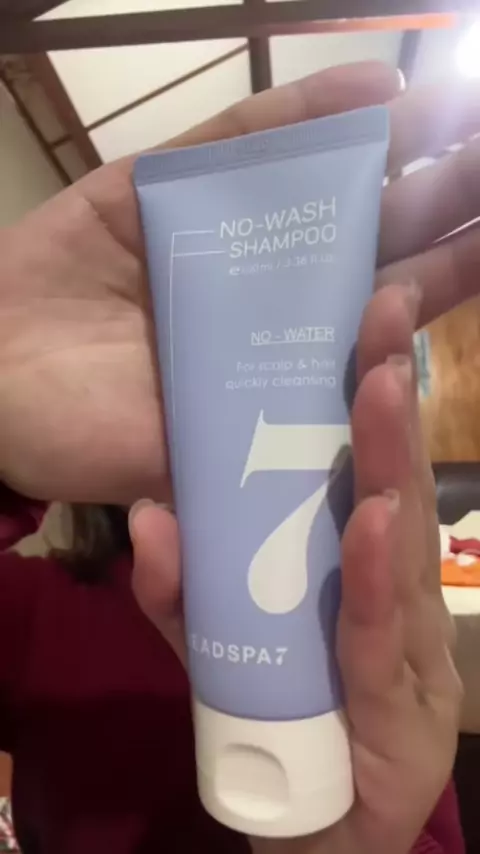 NO-WASH
SHAMPOO
NO-WATER
For scalp & hair
quickly cleansing
7
EADSPA7